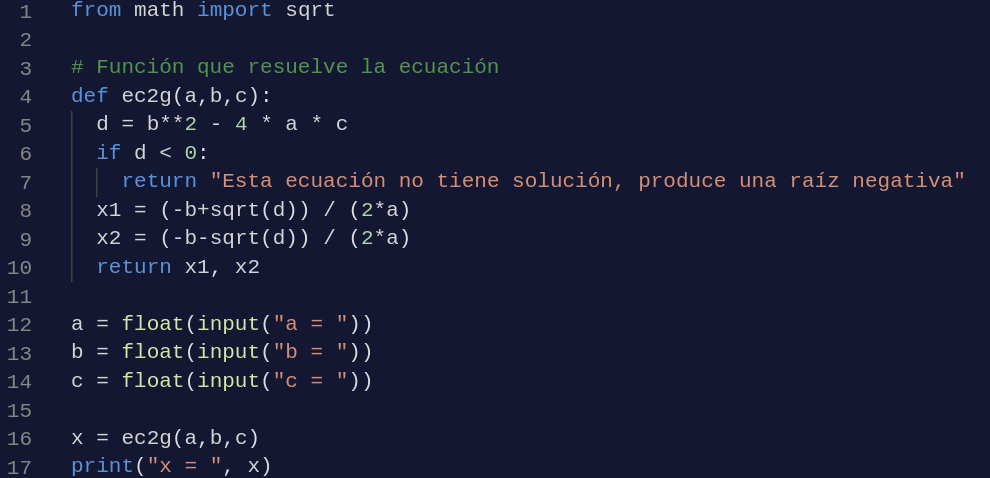 1 from math import sqrt
2
3 # Función que resuelve la ecuación
4 def ec2g(a,b,c):
5   d = b**2 - 4 * a * c
6   if d < 0:
7     return "Esta ecuación no tiene solución, produce una raíz negativa"
8   x1 = (-b+sqrt(d)) / (2*a)
9   x2 = (-b-sqrt(d)) / (2*a)
10   return x1, x2
11
12 a = float(input("a = "))
13 b = float(input("b = "))
14 c = float(input("c = "))
15
16 x = ec2g(a,b,c)
17 print("x = ", x)